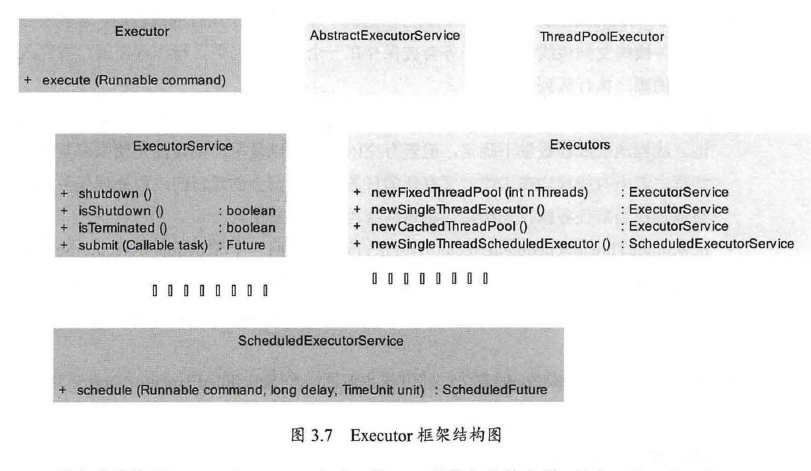 Executor
+ execute (Runnable command)
AbstractExecutorService
ThreadPoolExecutor
ExecutorService
+ shutdown ()
+ isShutdown () : boolean
+ isTerminated () : boolean
+ submit (Callable task) : Future
Executors
+ newFixedThreadPool (int nThreads) : ExecutorService
+ newSingleThreadExecutor () : ExecutorService
+ newCachedThreadPool () : ExecutorService
+ newSingleThreadScheduledExecutor () : ScheduledExecutorService
ScheduledExecutorService
+ schedule (Runnable command, long delay, TimeUnit unit) : ScheduledFuture
图 3.7 Executor 框架结构图